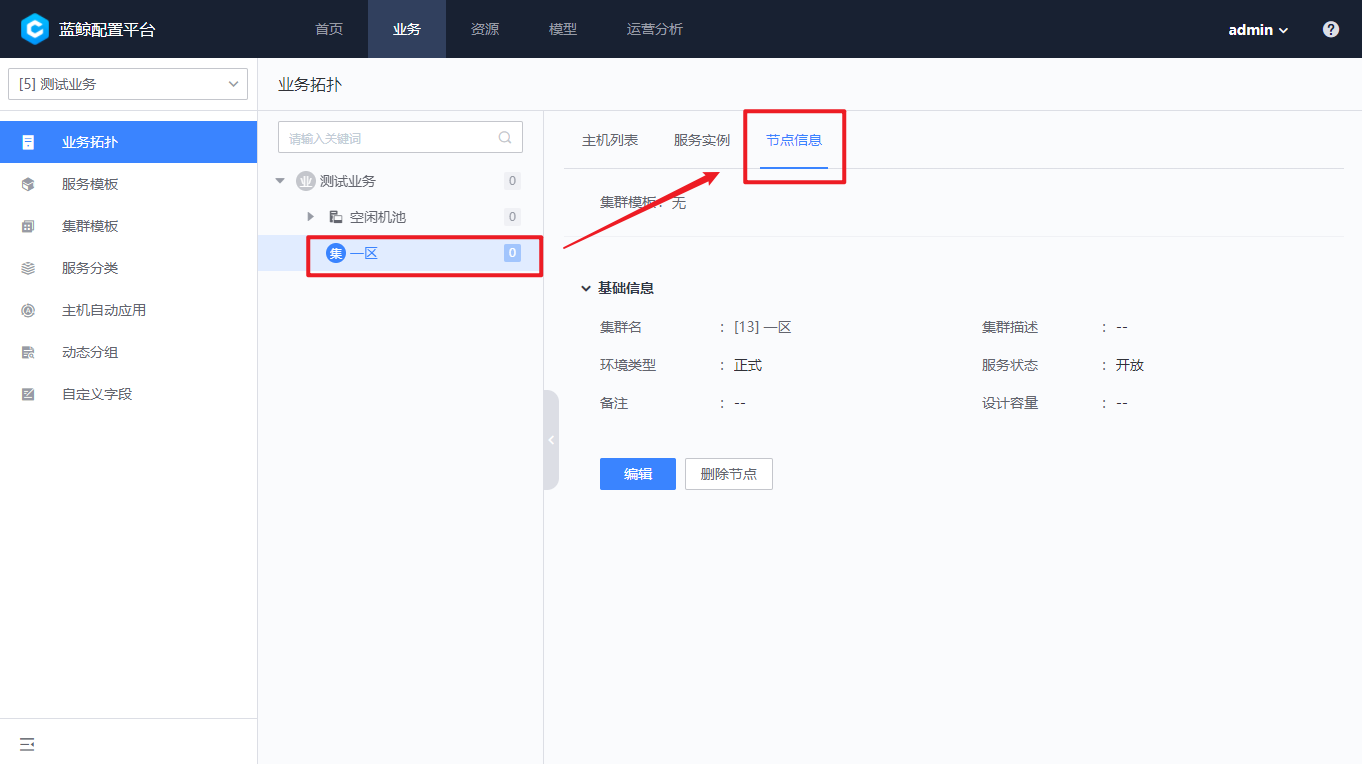 蓝鲸配置平台
首页 业务 资源 模型 运营分析
admin
?
[5] 测试业务
业务拓扑
服务模板
集群模板
服务分类
主机自动应用
动态分组
自定义字段
业务拓扑
请输入关键词
业 测试业务 0
空闲机池 0
集 一区 0
主机列表 服务实例 节点信息
集群模板: 无
基础信息
集群名 : [13] 一区 集群描述 : --
环境类型 : 正式 服务状态 : 开放
备注 : -- 设计容量 : --
编辑 删除节点